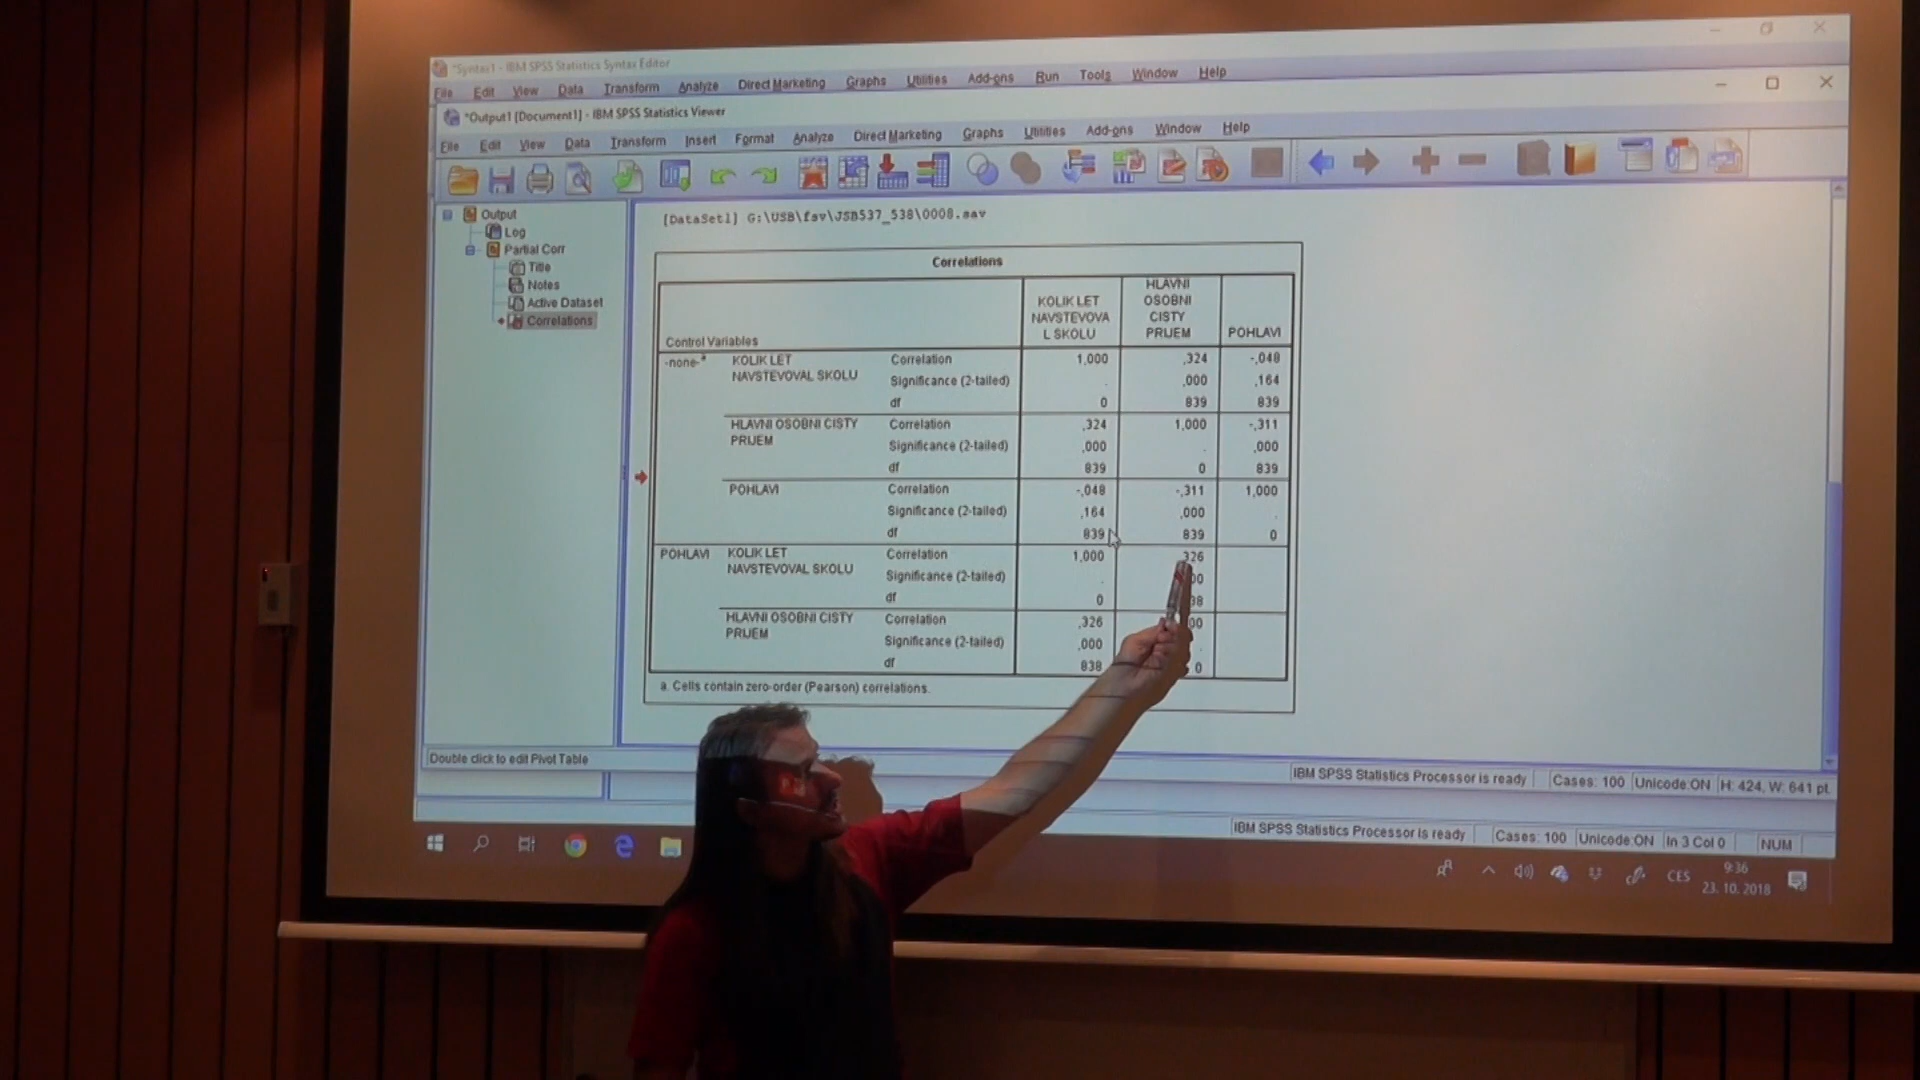 *Syntax1 - IBM SPSS Statistics Syntax Editor
File Edit View Data Transform Analyze Direct Marketing Graphs Utilities Add-ons Run Tools Window Help
*Output1 [Document1] - IBM SPSS Statistics Viewer
File Edit View Data Transform Insert Format Analyze Direct Marketing Graphs Utilities Add-ons Window Help
Output
Log
Partial Corr
Title
Notes
Active Dataset
Correlations
[DataSet1] G:\USB\fsv\JSB537_538\0008.sav
Correlations
Control Variables
KOLIK LET
NAVSTEVOVA
L SKOLU
HLAVNI
OSOBNI
CISTY
PRIJEM
POHLAVI
-none-a KOLIK LET NAVSTEVOVAL SKOLU Correlation 1,000 ,324 -,048
Significance (2-tailed) . ,000 ,164
df 0 839 839
HLAVNI OSOBNI CISTY PRIJEM Correlation ,324 1,000 -,311
Significance (2-tailed) ,000 . ,000
df 839 0 839
POHLAVI Correlation -,048 -,311 1,000
Significance (2-tailed) ,164 ,000 .
df 839 839 0
POHLAVI KOLIK LET NAVSTEVOVAL SKOLU Correlation 1,000 ,326
Significance (2-tailed) .
df 0
HLAVNI OSOBNI CISTY PRIJEM Correlation ,326
Significance (2-tailed) ,000 .
df 838 0
a. Cells contain zero-order (Pearson) correlations.
Double click to edit Pivot Table
IBM SPSS Statistics Processor is ready Cases: 100 Unicode:ON H: 424, W: 641 pt.
IBM SPSS Statistics Processor is ready Cases: 100 Unicode:ON In 3 Col 0 NUM
CES
9:36
23. 10. 2018